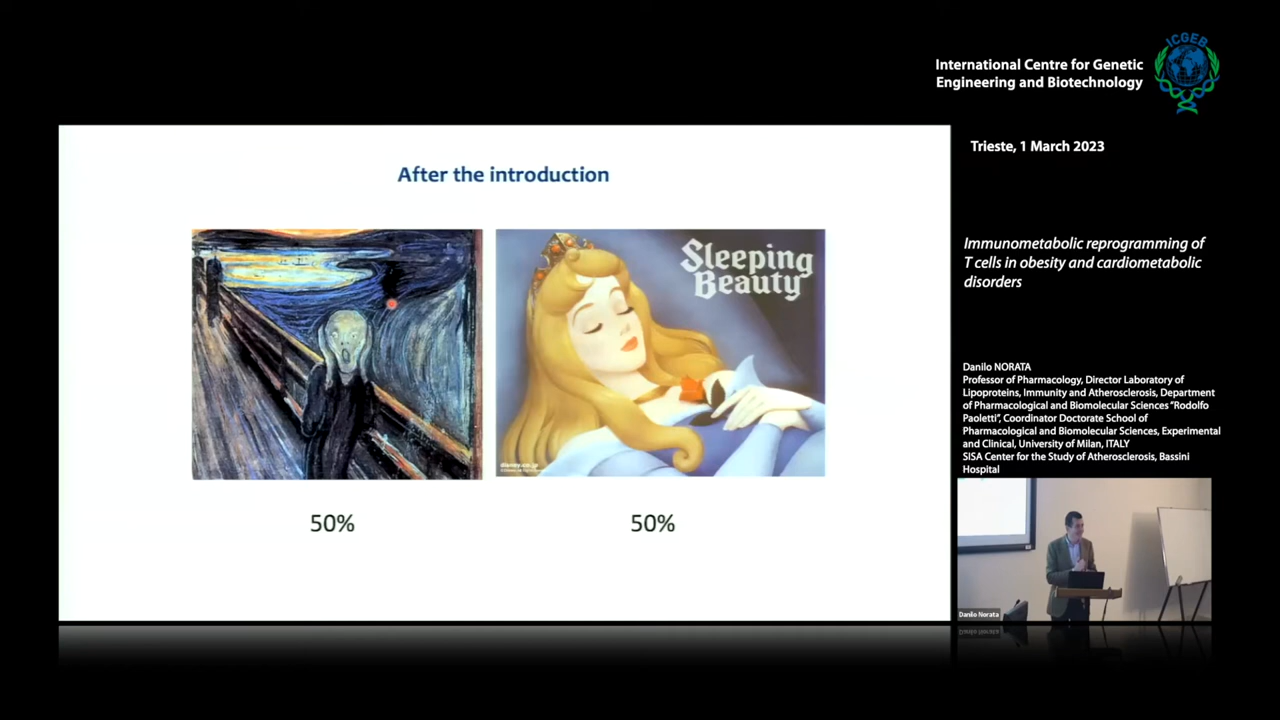 ICGEB
International Centre for Genetic
Engineering and Biotechnology
Trieste, 1 March 2023
After the introduction
Sleeping
Beauty
disney.co.jp
50%
50%
Immunometabolic reprogramming of
T cells in obesity and cardiometabolic
disorders
Danilo NORATA
Professor of Pharmacology, Director Laboratory of
Lipoproteins, Immunity and Atherosclerosis, Department
of Pharmacological and Biomolecular Sciences “Rodolfo
Paoletti”, Coordinator Doctorate School of
Pharmacological and Biomolecular Sciences, Experimental
and Clinical, University of Milan, ITALY
SISA Center for the Study of Atherosclerosis, Bassini
Hospital
Danilo Norata